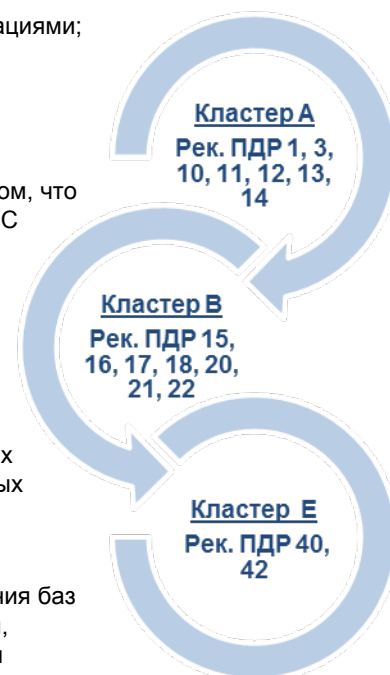 ациями;
Кластер А
Рек. ПДР 1, 3,
10, 11, 12, 13,
14
ом, что
С
Кластер В
Рек. ПДР 15,
16, 17, 18, 20,
21, 22
х
ых
Кластер Е
Рек. ПДР 40,
42
ния баз
,
и